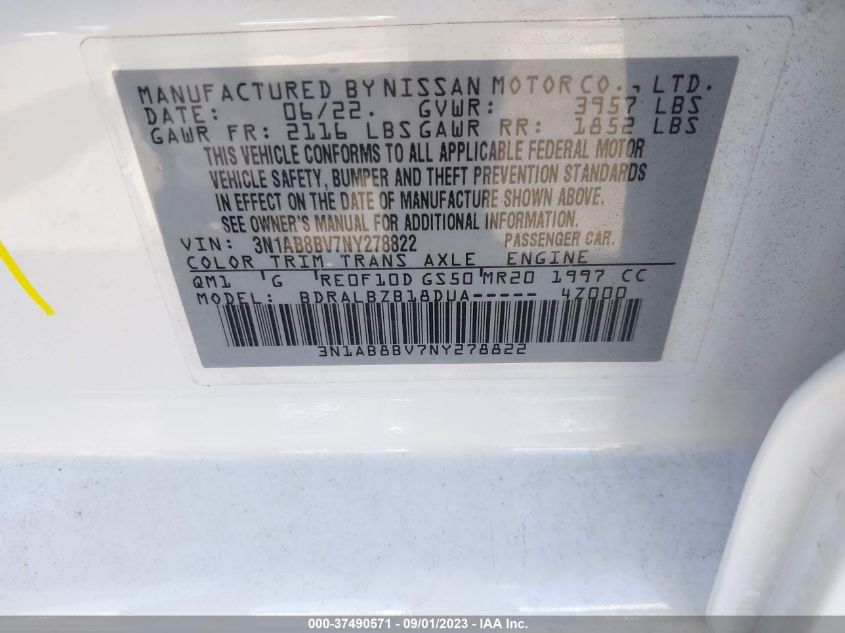 MANUFACTURED BY NISSAN MOTOR CO., LTD.
DATE: 06/22. GVWR: 3957 LBS
GAWR FR: 2116 LBS GAWR RR: 1852 LBS
THIS VEHICLE CONFORMS TO ALL APPLICABLE FEDERAL MOTOR
VEHICLE SAFETY, BUMPER AND THEFT PREVENTION STANDARDS
IN EFFECT ON THE DATE OF MANUFACTURE SHOWN ABOVE.
SEE OWNER'S MANUAL FOR ADDITIONAL INFORMATION.
VIN: 3N1AB8BV7NY278822 PASSENGER CAR.
COLOR TRIM TRANS AXLE ENGINE
QM1 G RE0F10D GS50 MR20 1997 CC
MODEL: BDRALBZB18DUA----- 4Z000
3N1AB8BV7NY278822
000-37490571 - 09/01/2023 - IAA Inc.